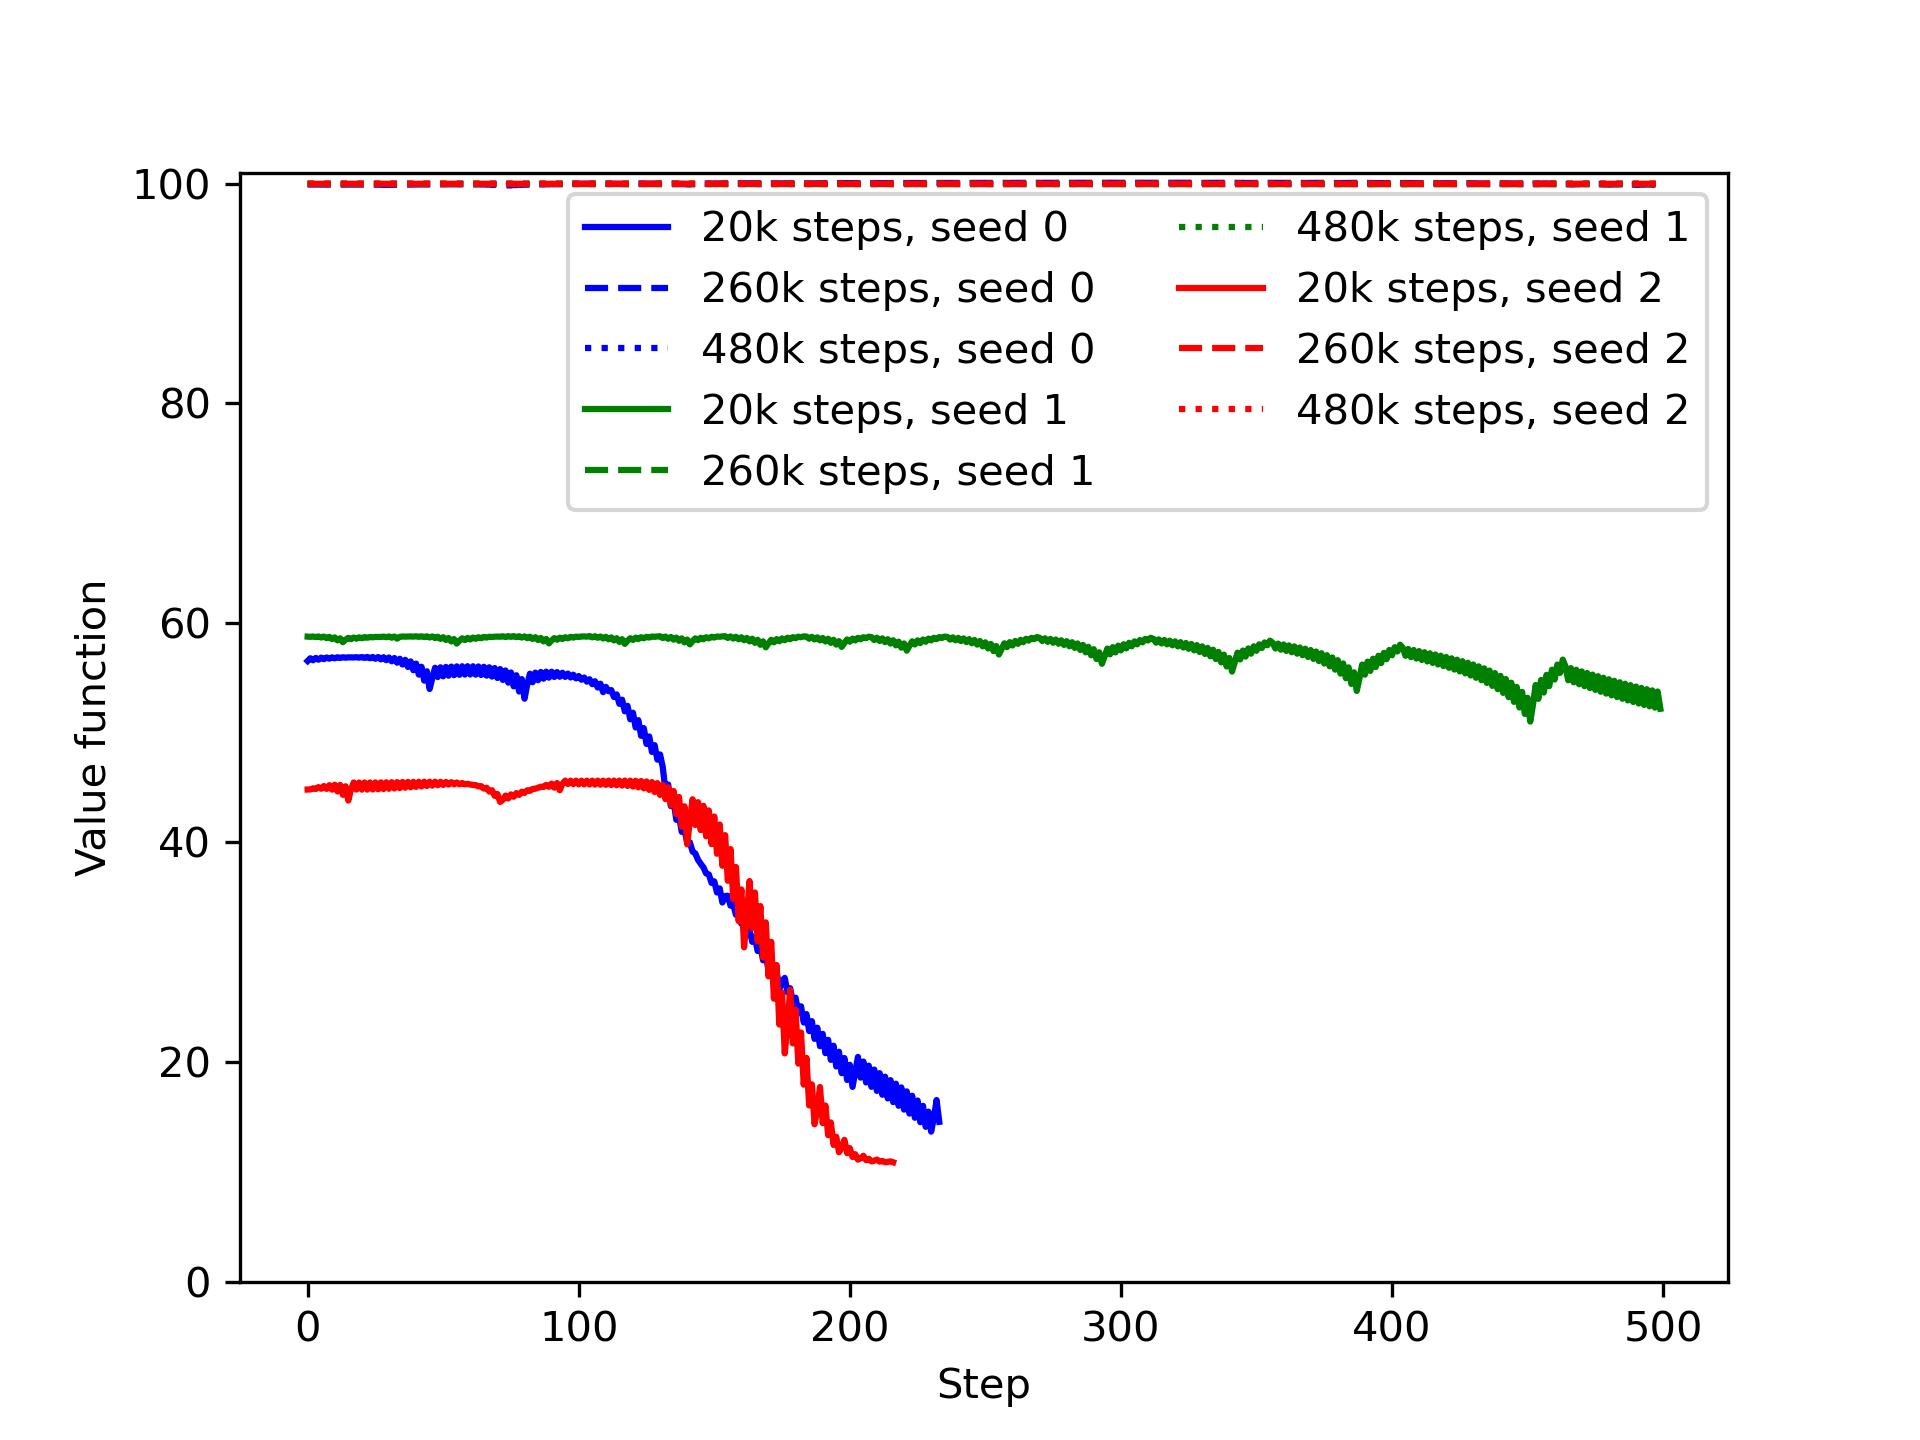 100
80
60
40
20
0
Value function
20k steps, seed 0
260k steps, seed 0
480k steps, seed 0
20k steps, seed 1
260k steps, seed 1
480k steps, seed 1
20k steps, seed 2
260k steps, seed 2
480k steps, seed 2
0 100 200 300 400 500
Step